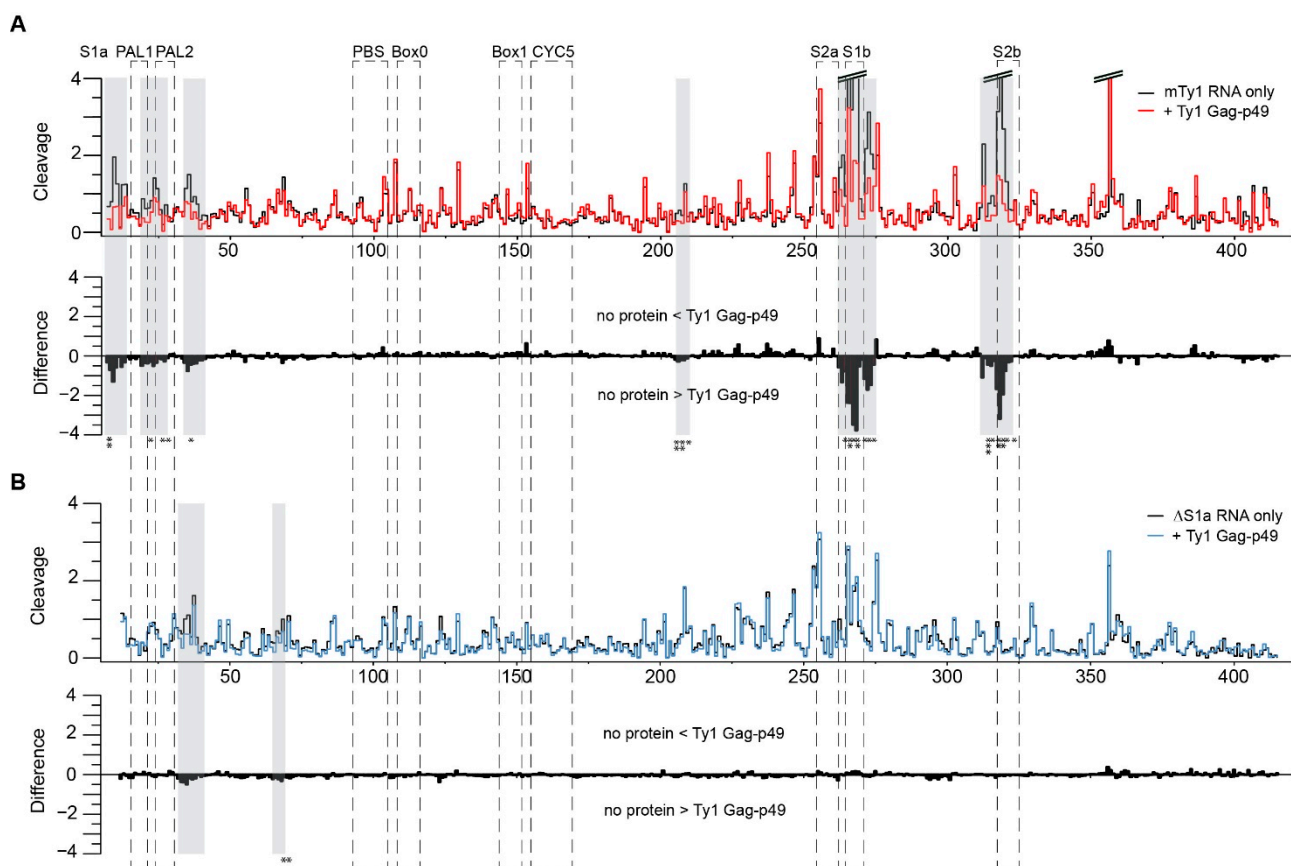 A
S1a PAL1 PAL2 PBS Box0 Box1 CYC5 S2a S1b S2b
4
2
0
Cleavage
mTy1 RNA only
+ Ty1 Gag-p49
50 100 150 200 250 300 350 400
4
2
0
−2
−4
Difference
no protein < Ty1 Gag-p49
no protein > Ty1 Gag-p49
B
4
2
0
Cleavage
ΔS1a RNA only
+ Ty1 Gag-p49
50 100 150 200 250 300 350 400
4
2
0
−2
−4
Difference
no protein < Ty1 Gag-p49
no protein > Ty1 Gag-p49
**